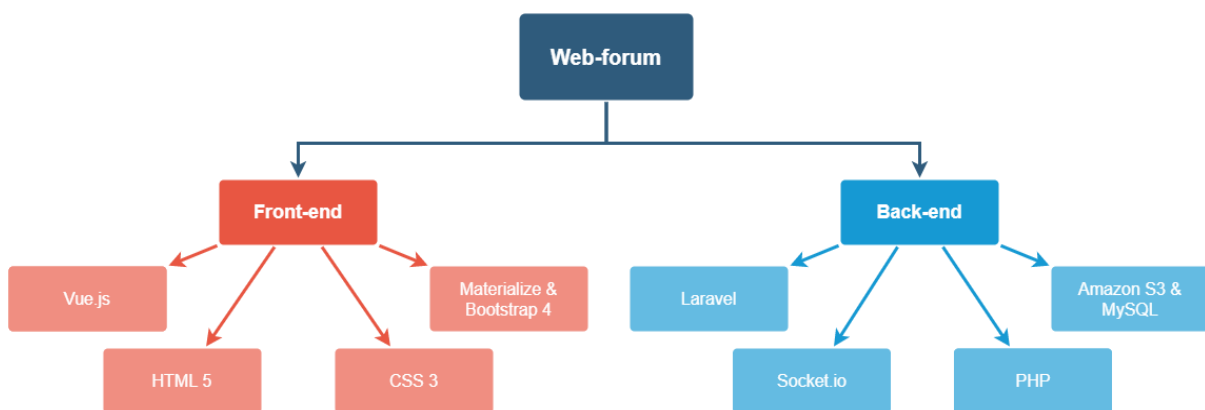 Web-forum
Front-end
Back-end
Vue.js
Materialize &
Bootstrap 4
Laravel
Amazon S3 &
MySQL
HTML 5
CSS 3
Socket.io
PHP